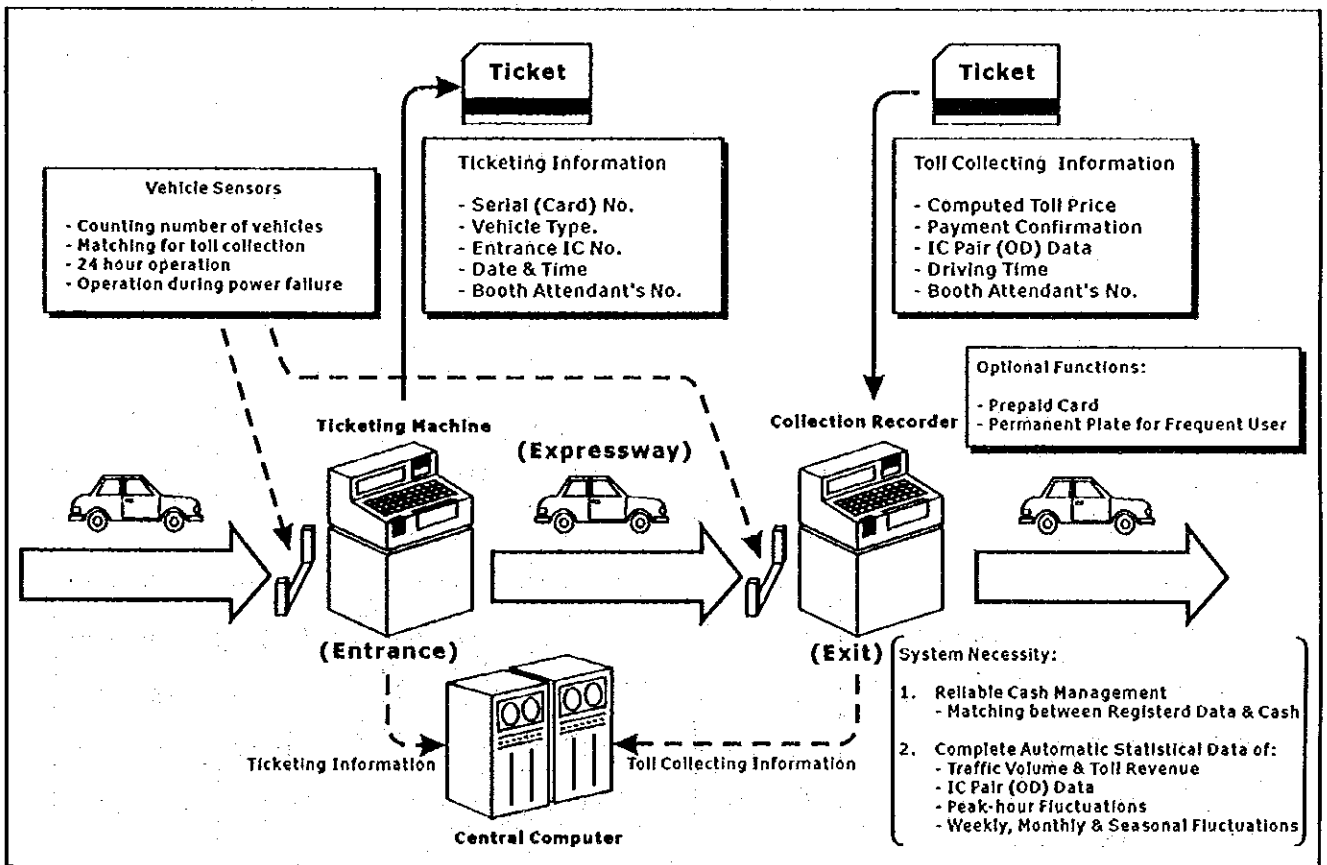 Ticket
Ticket
Vehicle Sensors
- Counting number of vehicles
- Matching for toll collection
- 24 hour operation
- Operation during power failure
Ticketing Information
- Serial (Card) No.
- Vehicle Type.
- Entrance IC No.
- Date & Time
- Booth Attendant's No.
Toll Collecting Information
- Computed Toll Price
- Payment Confirmation
- IC Pair (OD) Data
- Driving Time
- Booth Attendant's No.
Optional Functions:
- Prepaid Card
- Permanent Plate for Frequent User
Ticketing Machine
(Expressway)
Collection Recorder
(Entrance)
(Exit)
System Necessity:
1. Reliable Cash Management
- Matching between Registerd Data & Cash
2. Complete Automatic Statistical Data of:
- Traffic Volume & Toll Revenue
- IC Pair (OD) Data
- Peak-hour Fluctuations
- Weekly, Monthly & Seasonal Fluctuations
Ticketing Information
Toll Collecting Information
Central Computer